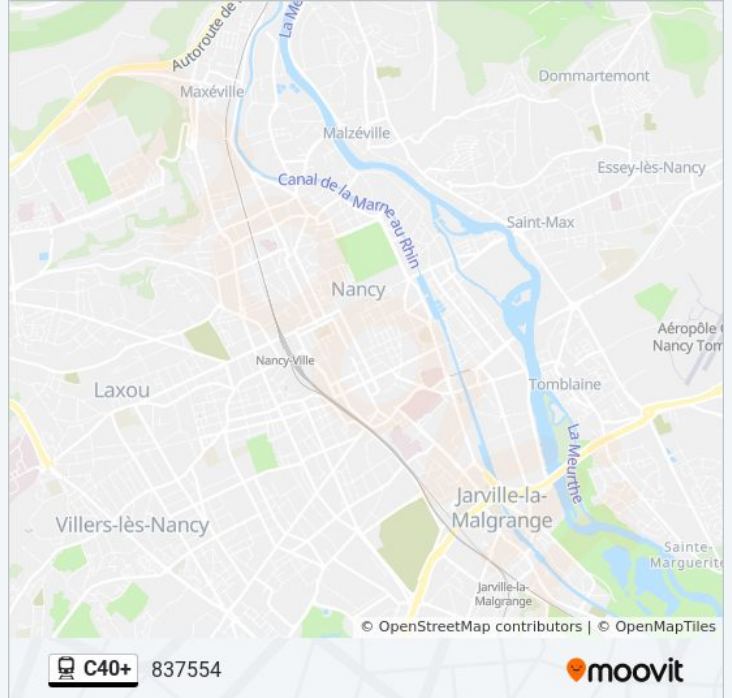 La Me
Autoroute de
Maxéville
Dommartemont
Malzéville
Essey-lès-Nancy
Canal de la Marne au Rhin
Saint-Max
Nancy
Aéropôle
Nancy Tom
Nancy-Ville
Laxou
Tomblaine
La Meurthe
Jarville-la-
Malgrange
Villers-lès-Nancy
Sainte-
Marguerite
Jarville-la-
Malgrange
© OpenStreetMap contributors | © OpenMapTiles
C40+ 837554
moovit